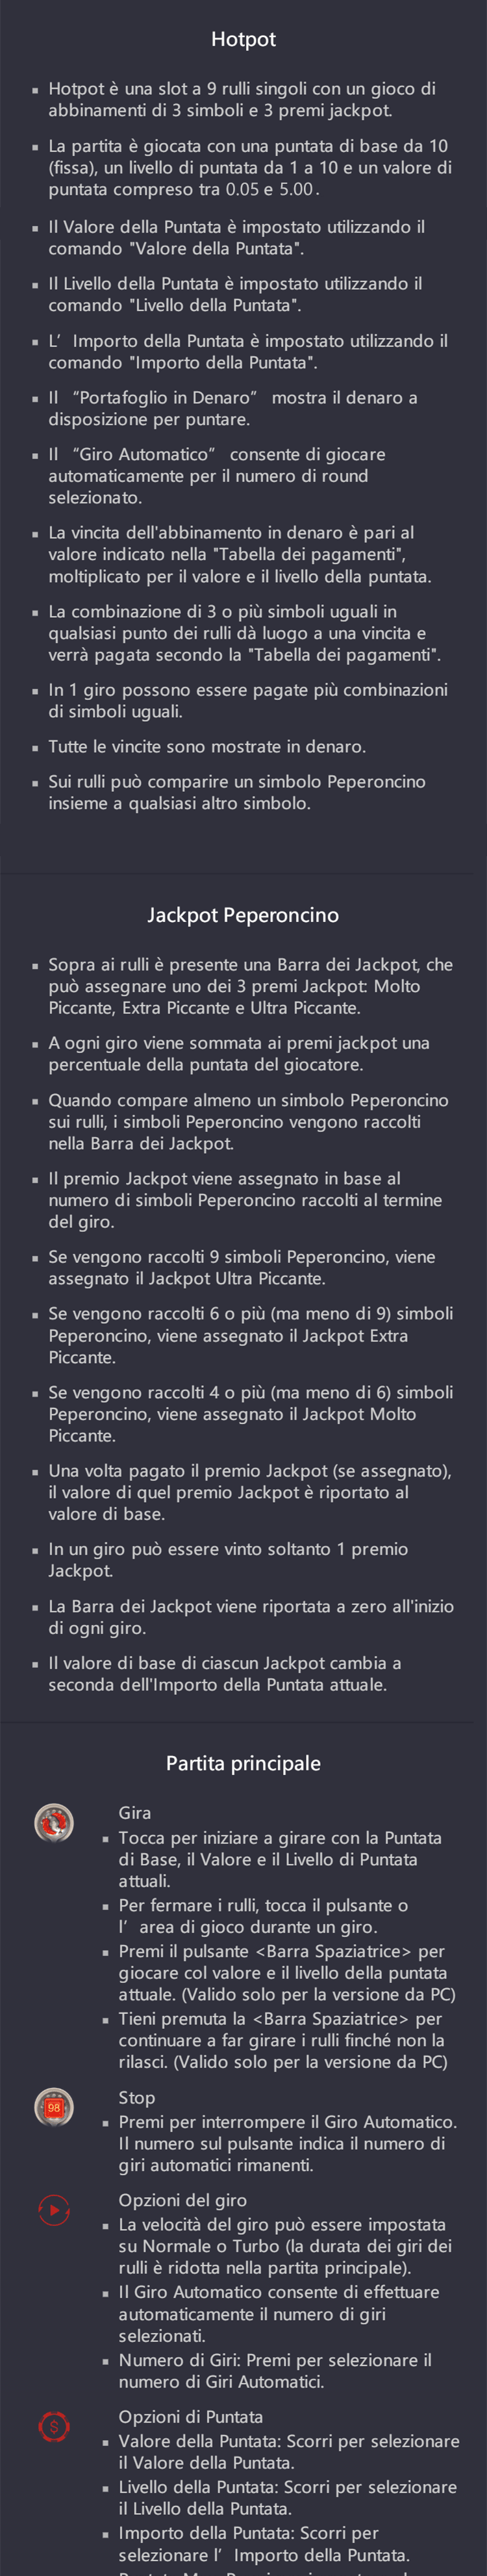 Hotpot
Hotpot è una slot a 9 rulli singoli con un gioco di
abbinamenti di 3 simboli e 3 premi jackpot.
La partita è giocata con una puntata di base da 10
(fissa), un livello di puntata da 1 a 10 e un valore di
puntata compreso tra 0.05 e 5.00.
Il Valore della Puntata è impostato utilizzando il
comando "Valore della Puntata".
Il Livello della Puntata è impostato utilizzando il
comando "Livello della Puntata".
L’ Importo della Puntata è impostato utilizzando il
comando "Importo della Puntata".
Il “Portafoglio in Denaro” mostra il denaro a
disposizione per puntare.
Il “Giro Automatico” consente di giocare
automaticamente per il numero di round
selezionato.
La vincita dell'abbinamento in denaro è pari al
valore indicato nella "Tabella dei pagamenti",
moltiplicato per il valore e il livello della puntata.
La combinazione di 3 o più simboli uguali in
qualsiasi punto dei rulli dà luogo a una vincita e
verrà pagata secondo la "Tabella dei pagamenti".
In 1 giro possono essere pagate più combinazioni
di simboli uguali.
Tutte le vincite sono mostrate in denaro.
Sui rulli può comparire un simbolo Peperoncino
insieme a qualsiasi altro simbolo.
Jackpot Peperoncino
Sopra ai rulli è presente una Barra dei Jackpot, che
può assegnare uno dei 3 premi Jackpot: Molto
Piccante, Extra Piccante e Ultra Piccante.
A ogni giro viene sommata ai premi jackpot una
percentuale della puntata del giocatore.
Quando compare almeno un simbolo Peperoncino
sui rulli, i simboli Peperoncino vengono raccolti
nella Barra dei Jackpot.
Il premio Jackpot viene assegnato in base al
numero di simboli Peperoncino raccolti al termine
del giro.
Se vengono raccolti 9 simboli Peperoncino, viene
assegnato il Jackpot Ultra Piccante.
Se vengono raccolti 6 o più (ma meno di 9) simboli
Peperoncino, viene assegnato il Jackpot Extra
Piccante.
Se vengono raccolti 4 o più (ma meno di 6) simboli
Peperoncino, viene assegnato il Jackpot Molto
Piccante.
Una volta pagato il premio Jackpot (se assegnato),
il valore di quel premio Jackpot è riportato al
valore di base.
In un giro può essere vinto soltanto 1 premio
Jackpot.
La Barra dei Jackpot viene riportata a zero all'inizio
di ogni giro.
Il valore di base di ciascun Jackpot cambia a
seconda dell'Importo della Puntata attuale.
Partita principale
Gira
Tocca per iniziare a girare con la Puntata
di Base, il Valore e il Livello di Puntata
attuali.
Per fermare i rulli, tocca il pulsante o
l’ area di gioco durante un giro.
Premi il pulsante <Barra Spaziatrice> per
giocare col valore e il livello della puntata
attuale. (Valido solo per la versione da PC)
Tieni premuta la <Barra Spaziatrice> per
continuare a far girare i rulli finché non la
rilasci. (Valido solo per la versione da PC)
98
Stop
Premi per interrompere il Giro Automatico.
Il numero sul pulsante indica il numero di
giri automatici rimanenti.
Opzioni del giro
La velocità del giro può essere impostata
su Normale o Turbo (la durata dei giri dei
rulli è ridotta nella partita principale).
Il Giro Automatico consente di effettuare
automaticamente il numero di giri
selezionati.
Numero di Giri: Premi per selezionare il
numero di Giri Automatici.
$
Opzioni di Puntata
Valore della Puntata: Scorri per selezionare
il Valore della Puntata.
Livello della Puntata: Scorri per selezionare
il Livello della Puntata.
Importo della Puntata: Scorri per
selezionare l’ Importo della Puntata.